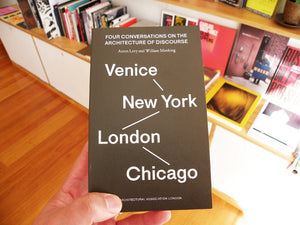 FOUR CONVERSATIONS ON THE
ARCHITECTURE OF DISCOURSE
Aaron Levy and William Menking
Venice
New York
London
Chicago
ARCHITECTURAL ASSOCIATION LONDON